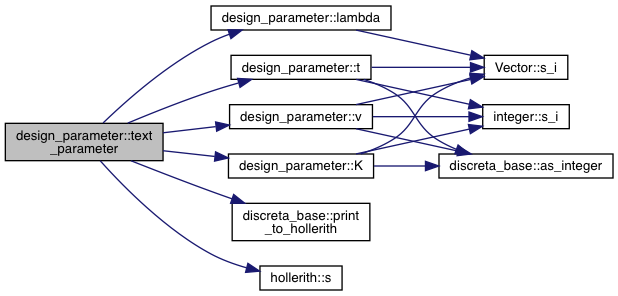 design_parameter::text
_parameter
design_parameter::lambda
design_parameter::t
design_parameter::v
design_parameter::K
discreta_base::print
_to_hollerith
hollerith::s
Vector::s_i
integer::s_i
discreta_base::as_integer